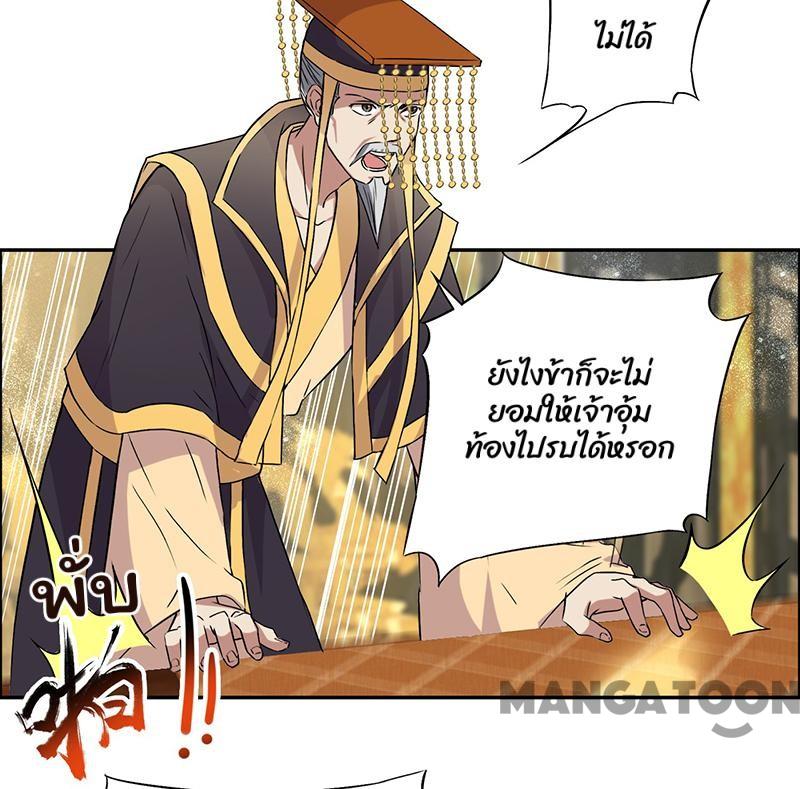 ไม่ได้
ยังไงข้าก็จะไม่
ยอมให้เจ้าอุ้ม
ท้องไปรบได้หรอก
พั่บ
啪!!
MANGATOON